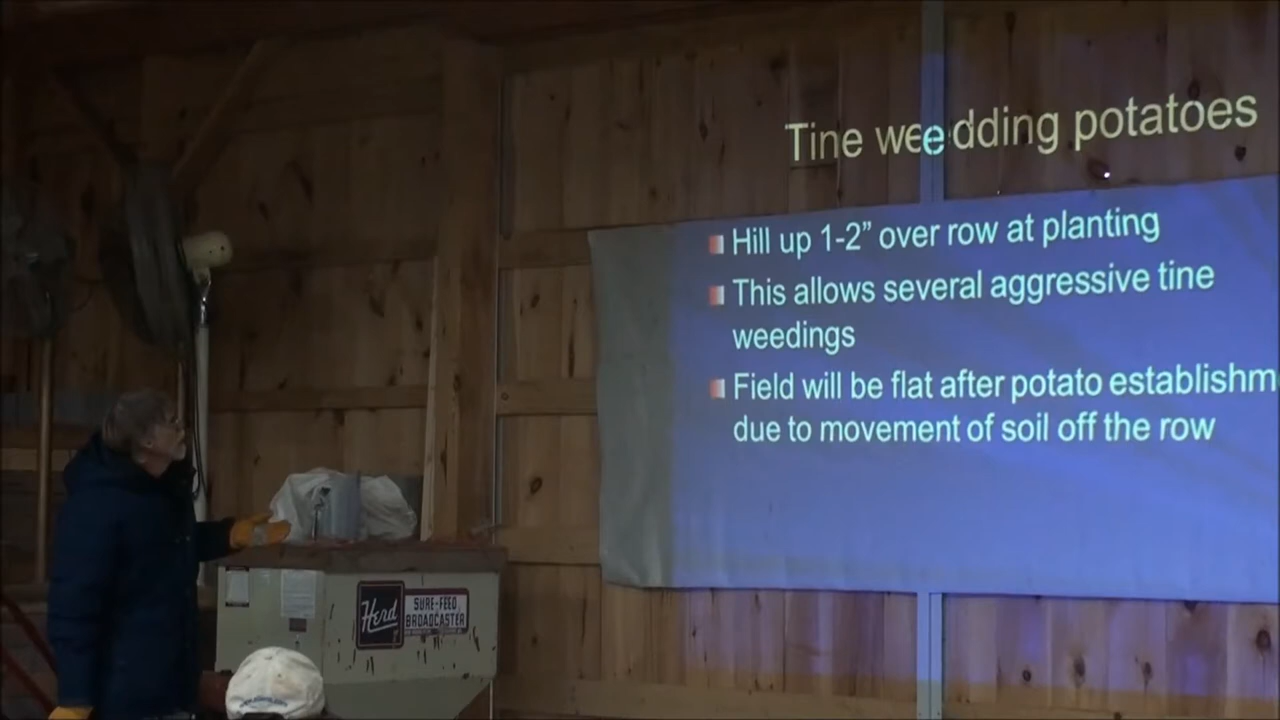 Tine weedding potatoes
Hill up 1-2” over row at planting
This allows several aggressive tine
weedings
Field will be flat after potato establishm
due to movement of soil off the row
Herd
SURE-FEED
BROADCASTER